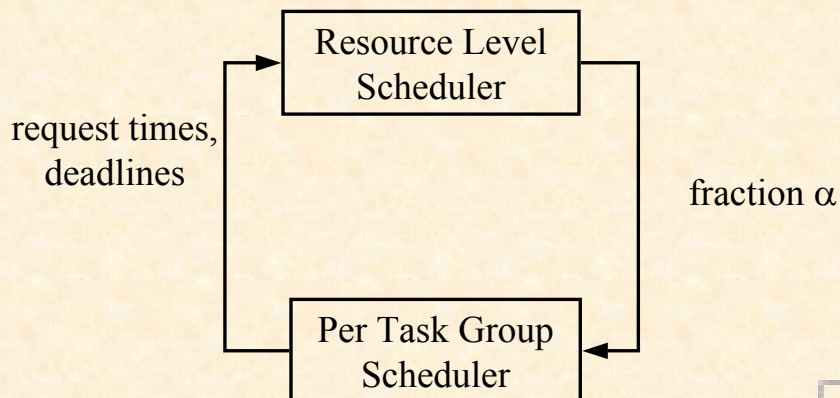 Resource Level
Scheduler
request times,
deadlines
fraction α
Per Task Group
Scheduler